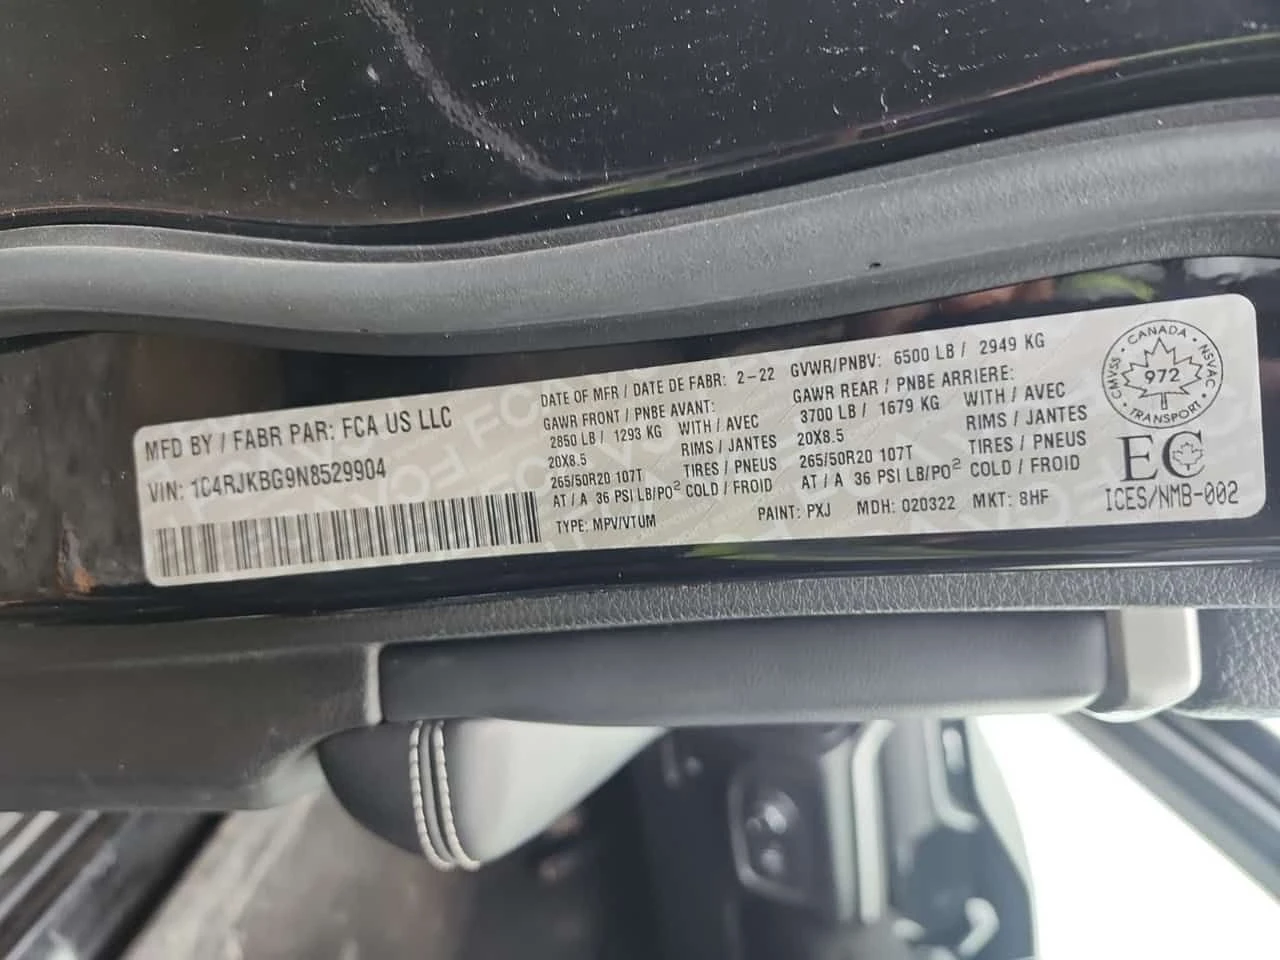 MFD BY / FABR PAR: FCA US LLC
VIN: 1C4RJKBG9N8529904
DATE OF MFR / DATE DE FABR: 2-22
GAWR FRONT / PNBE AVANT:
2850 LB / 1293 KG WITH / AVEC
20X8.5 RIMS / JANTES
265/50R20 107T TIRES / PNEUS
AT / A 36 PSI LB/PO² COLD / FROID
TYPE: MPV/VTUM
GVWR/PNBV: 6500 LB / 2949 KG
GAWR REAR / PNBE ARRIERE:
3700 LB / 1679 KG WITH / AVEC
20X8.5 RIMS / JANTES
265/50R20 107T TIRES / PNEUS
AT / A 36 PSI LB/PO² COLD / FROID
PAINT: PXJ MDH: 020322 MKT: 8HF
CANADA • NSVAC • TRANSPORT • CMVSS •
972
EC
ICES/NMB-002